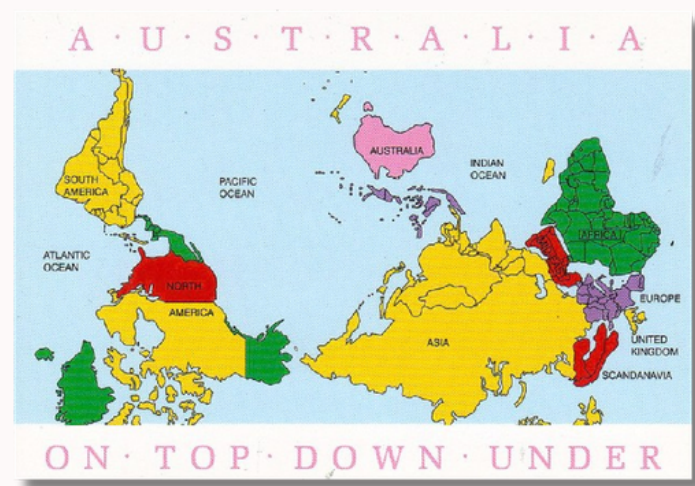 A·U·S·T·R·A·L·I·A
AUSTRALIA
INDIAN
OCEAN
SOUTH
AMERICA
PACIFIC
OCEAN
AFRICA
ATLANTIC
OCEAN
NORTH
AMERICA
EUROPE
ASIA
UNITED
KINGDOM
SCANDANAVIA
ON·TOP·DOWN·UNDER